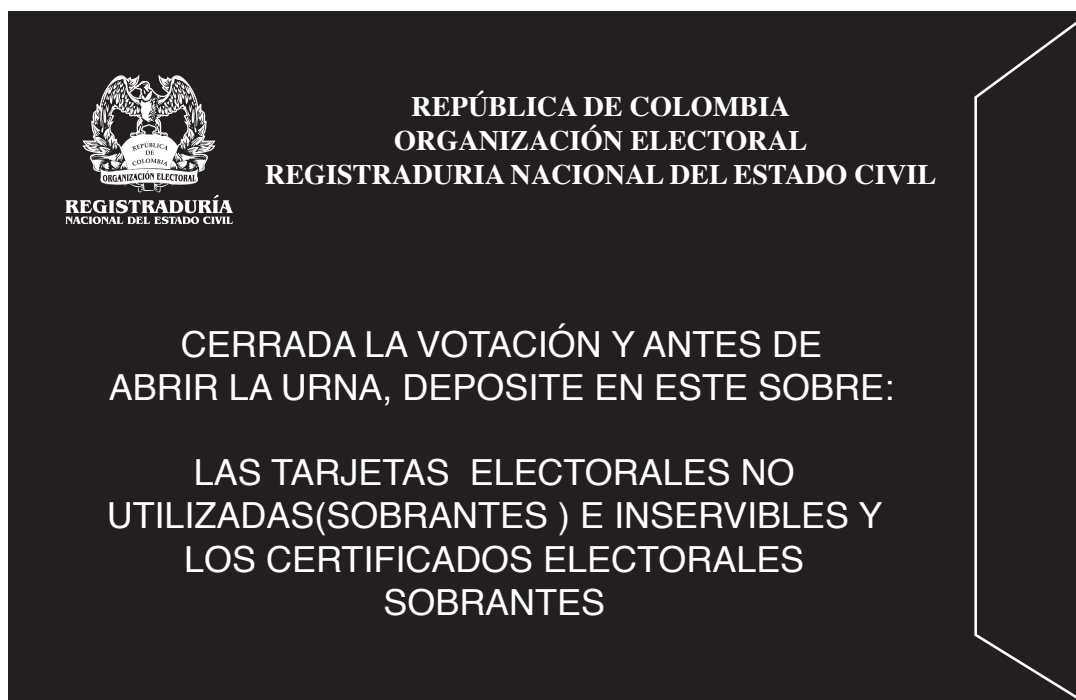 REPÚBLICA
DE
COLOMBIA
ORGANIZACIÓN ELECTORAL
REGISTRADURÍA
NACIONAL DEL ESTADO CIVIL
REPÚBLICA DE COLOMBIA
ORGANIZACIÓN ELECTORAL
REGISTRADURIA NACIONAL DEL ESTADO CIVIL
CERRADA LA VOTACIÓN Y ANTES DE
ABRIR LA URNA, DEPOSITE EN ESTE SOBRE:
LAS TARJETAS  ELECTORALES NO
UTILIZADAS(SOBRANTES ) E INSERVIBLES Y
LOS CERTIFICADOS ELECTORALES
SOBRANTES